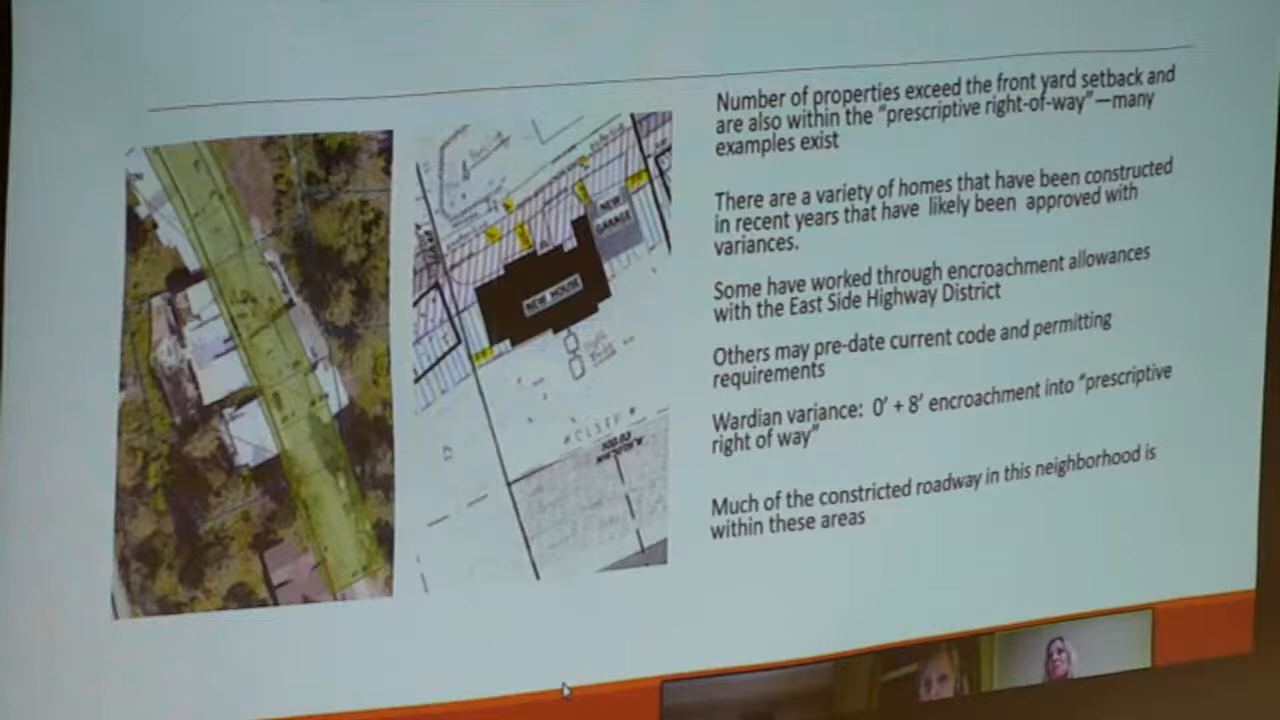 Number of properties exceed the front yard setback and
are also within the "prescriptive right-of-way"—many
examples exist
There are a variety of homes that have been constructed
in recent years that have likely been approved with
variances.
Some have worked through encroachment allowances
with the East Side Highway District
Others may pre-date current code and permitting
requirements
Wardian variance: 0' + 8' encroachment into "prescriptive
right of way"
Much of the constricted roadway in this neighborhood is
within these areas
NEW
GARAGE
NEW HOUSE